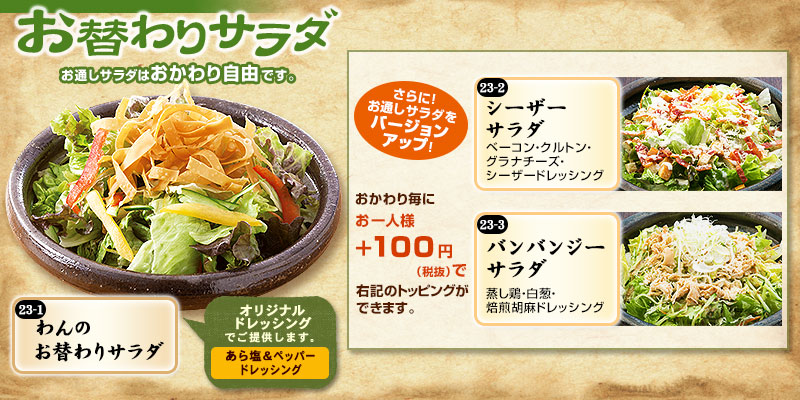 お替わりサラダ
お通しサラダはおかわり自由です。
23-1
わんの
お替わりサラダ
オリジナル
ドレッシング
でご提供します。
あら塩&ペッパー
ドレッシング
さらに!
お通しサラダを
バージョン
アップ!
おかわり毎に
お一人様
+100円
(税抜)で
右記のトッピングが
できます。
23-2
シーザー
サラダ
ベーコン・クルトン・
グラナチーズ・
シーザードレッシング
23-3
バンバンジー
サラダ
蒸し鶏・白葱・
焙煎胡麻ドレッシング